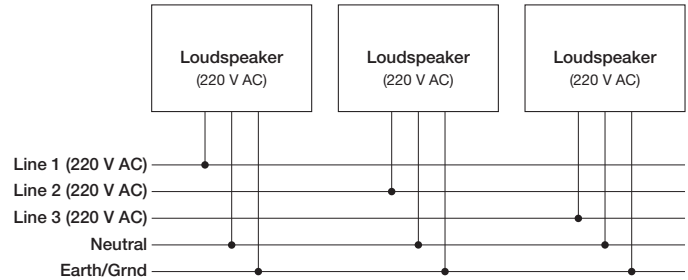 Loudspeaker
(220 V AC)
Loudspeaker
(220 V AC)
Loudspeaker
(220 V AC)
Line 1 (220 V AC)
Line 2 (220 V AC)
Line 3 (220 V AC)
Neutral
Earth/Grnd